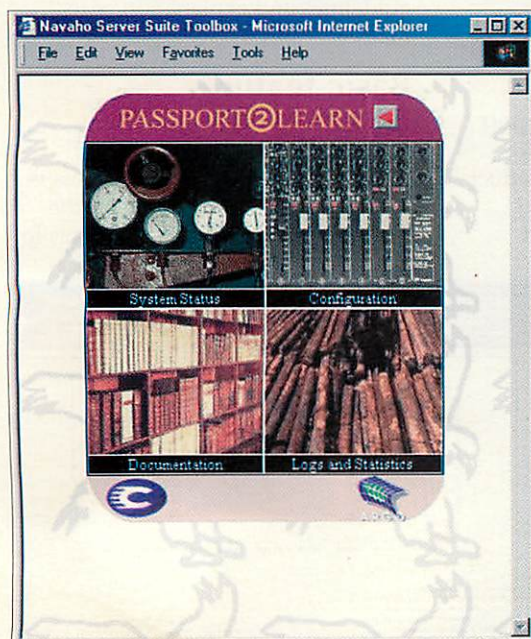 Navaho Server Suite Toolbox - Microsoft Internet Explorer
File Edit View Favorites Tools Help
PASSPORT2LEARN
System Status Configuration
Documentation Logs and Statistics